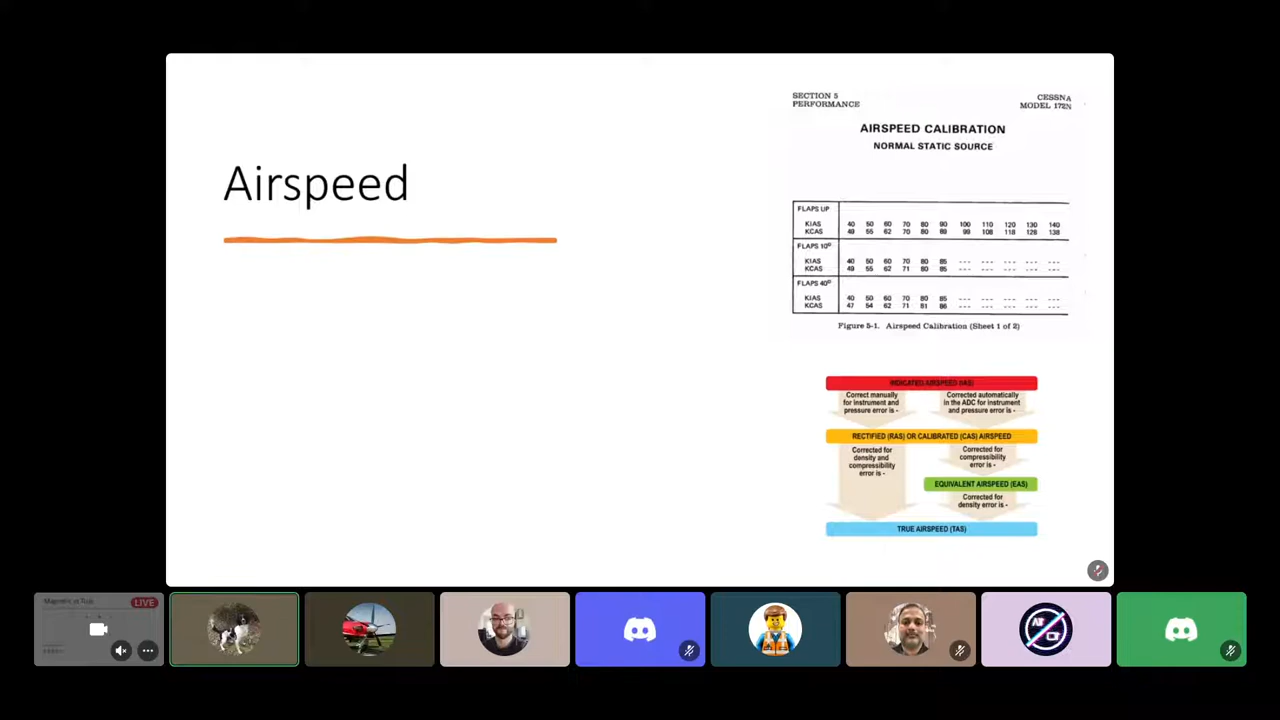 Airspeed
SECTION 5
PERFORMANCE
CESSNA
MODEL 172N
AIRSPEED CALIBRATION
NORMAL STATIC SOURCE
FLAPS UP
KIAS 40 50 60 70 80 90 100 110 120 130 140
KCAS 49 55 62 70 80 89 99 108 118 128 138
FLAPS 10°
KIAS 40 50 60 70 80 85 --- --- --- --- ---
KCAS 49 55 62 71 80 85 --- --- --- --- ---
FLAPS 40°
KIAS 40 50 60 70 80 85 --- --- --- --- ---
KCAS 47 54 62 71 81 86 --- --- --- --- ---
Figure 5-1. Airspeed Calibration (Sheet 1 of 2)
INDICATED AIRSPEED (IAS)
Correct manually
for instrument and
pressure error is -
Corrected automatically
in the ADC for instrument
and pressure error is -
RECTIFIED (RAS) OR CALIBRATED (CAS) AIRSPEED
Corrected for
density and
compressibility
error is -
Corrected for
compressibility
error is -
EQUIVALENT AIRSPEED (EAS)
Corrected for
density error is -
TRUE AIRSPEED (TAS)
Magnetic vs True
LIVE